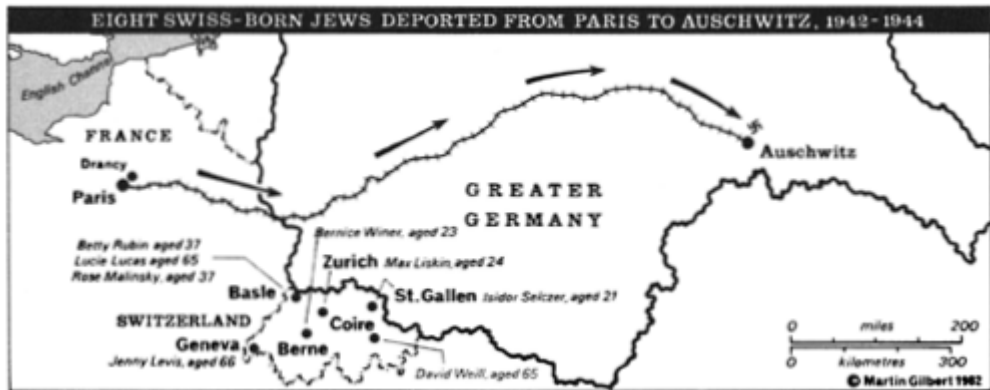 EIGHT SWISS-BORN JEWS DEPORTED FROM PARIS TO AUSCHWITZ, 1942-1944
English Channel
FRANCE
Drancy
Paris
Auschwitz
GREATER
GERMANY
Bernice Winer, aged 23
Betty Rubin aged 37
Lucie Lucas aged 65
Rose Malinsky, aged 37
Zurich Max Liskin, aged 24
Basle
St.Gallen Isidor Selczer, aged 21
SWITZERLAND
Coire
Geneva
Berne
Jenny Levis, aged 66
David Weill, aged 65
0 miles 200
0 kilometres 300
© Martin Gilbert 1982